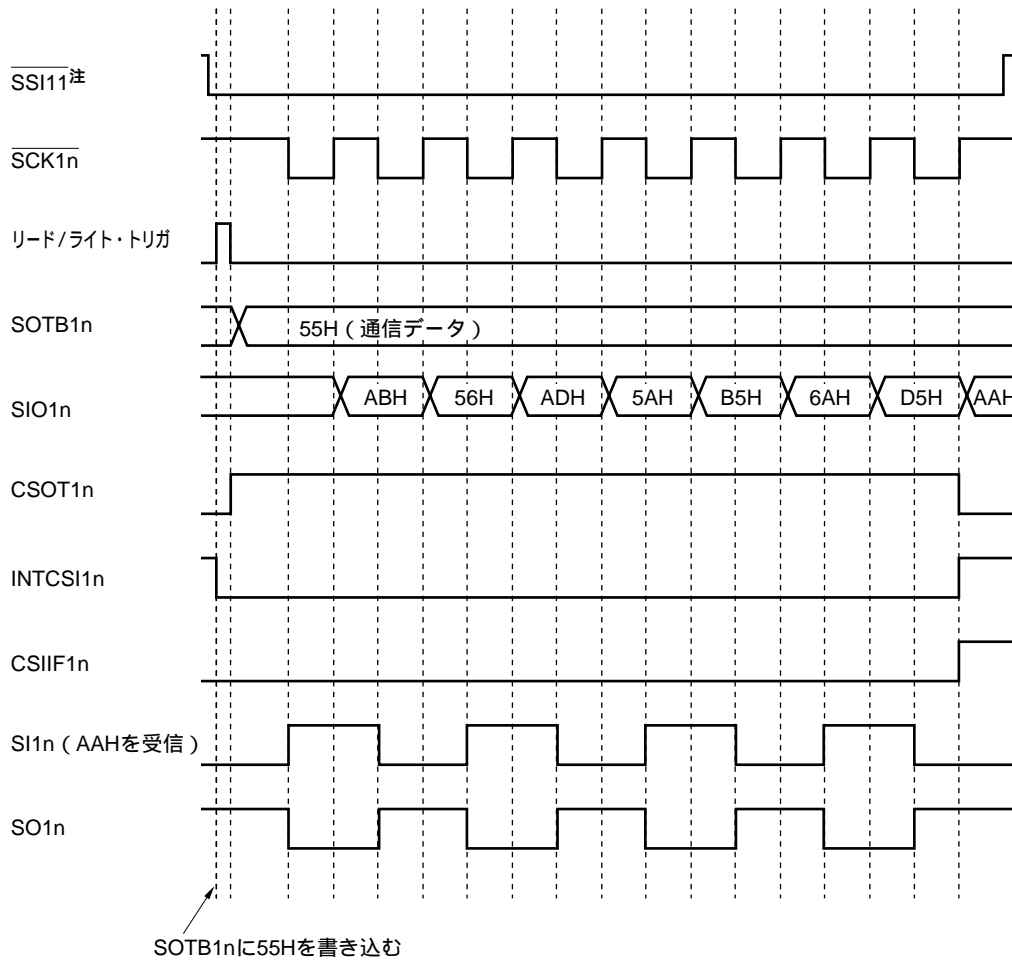 SSI11注
SCK1n
リード/ライト・トリガ
SOTB1n
55H(通信データ)
SIO1n
ABH 56H ADH 5AH B5H 6AH D5H AAH
CSOT1n
INTCSI1n
CSIIF1n
SI1n(AAHを受信)
SO1n
SOTB1nに55Hを書き込む